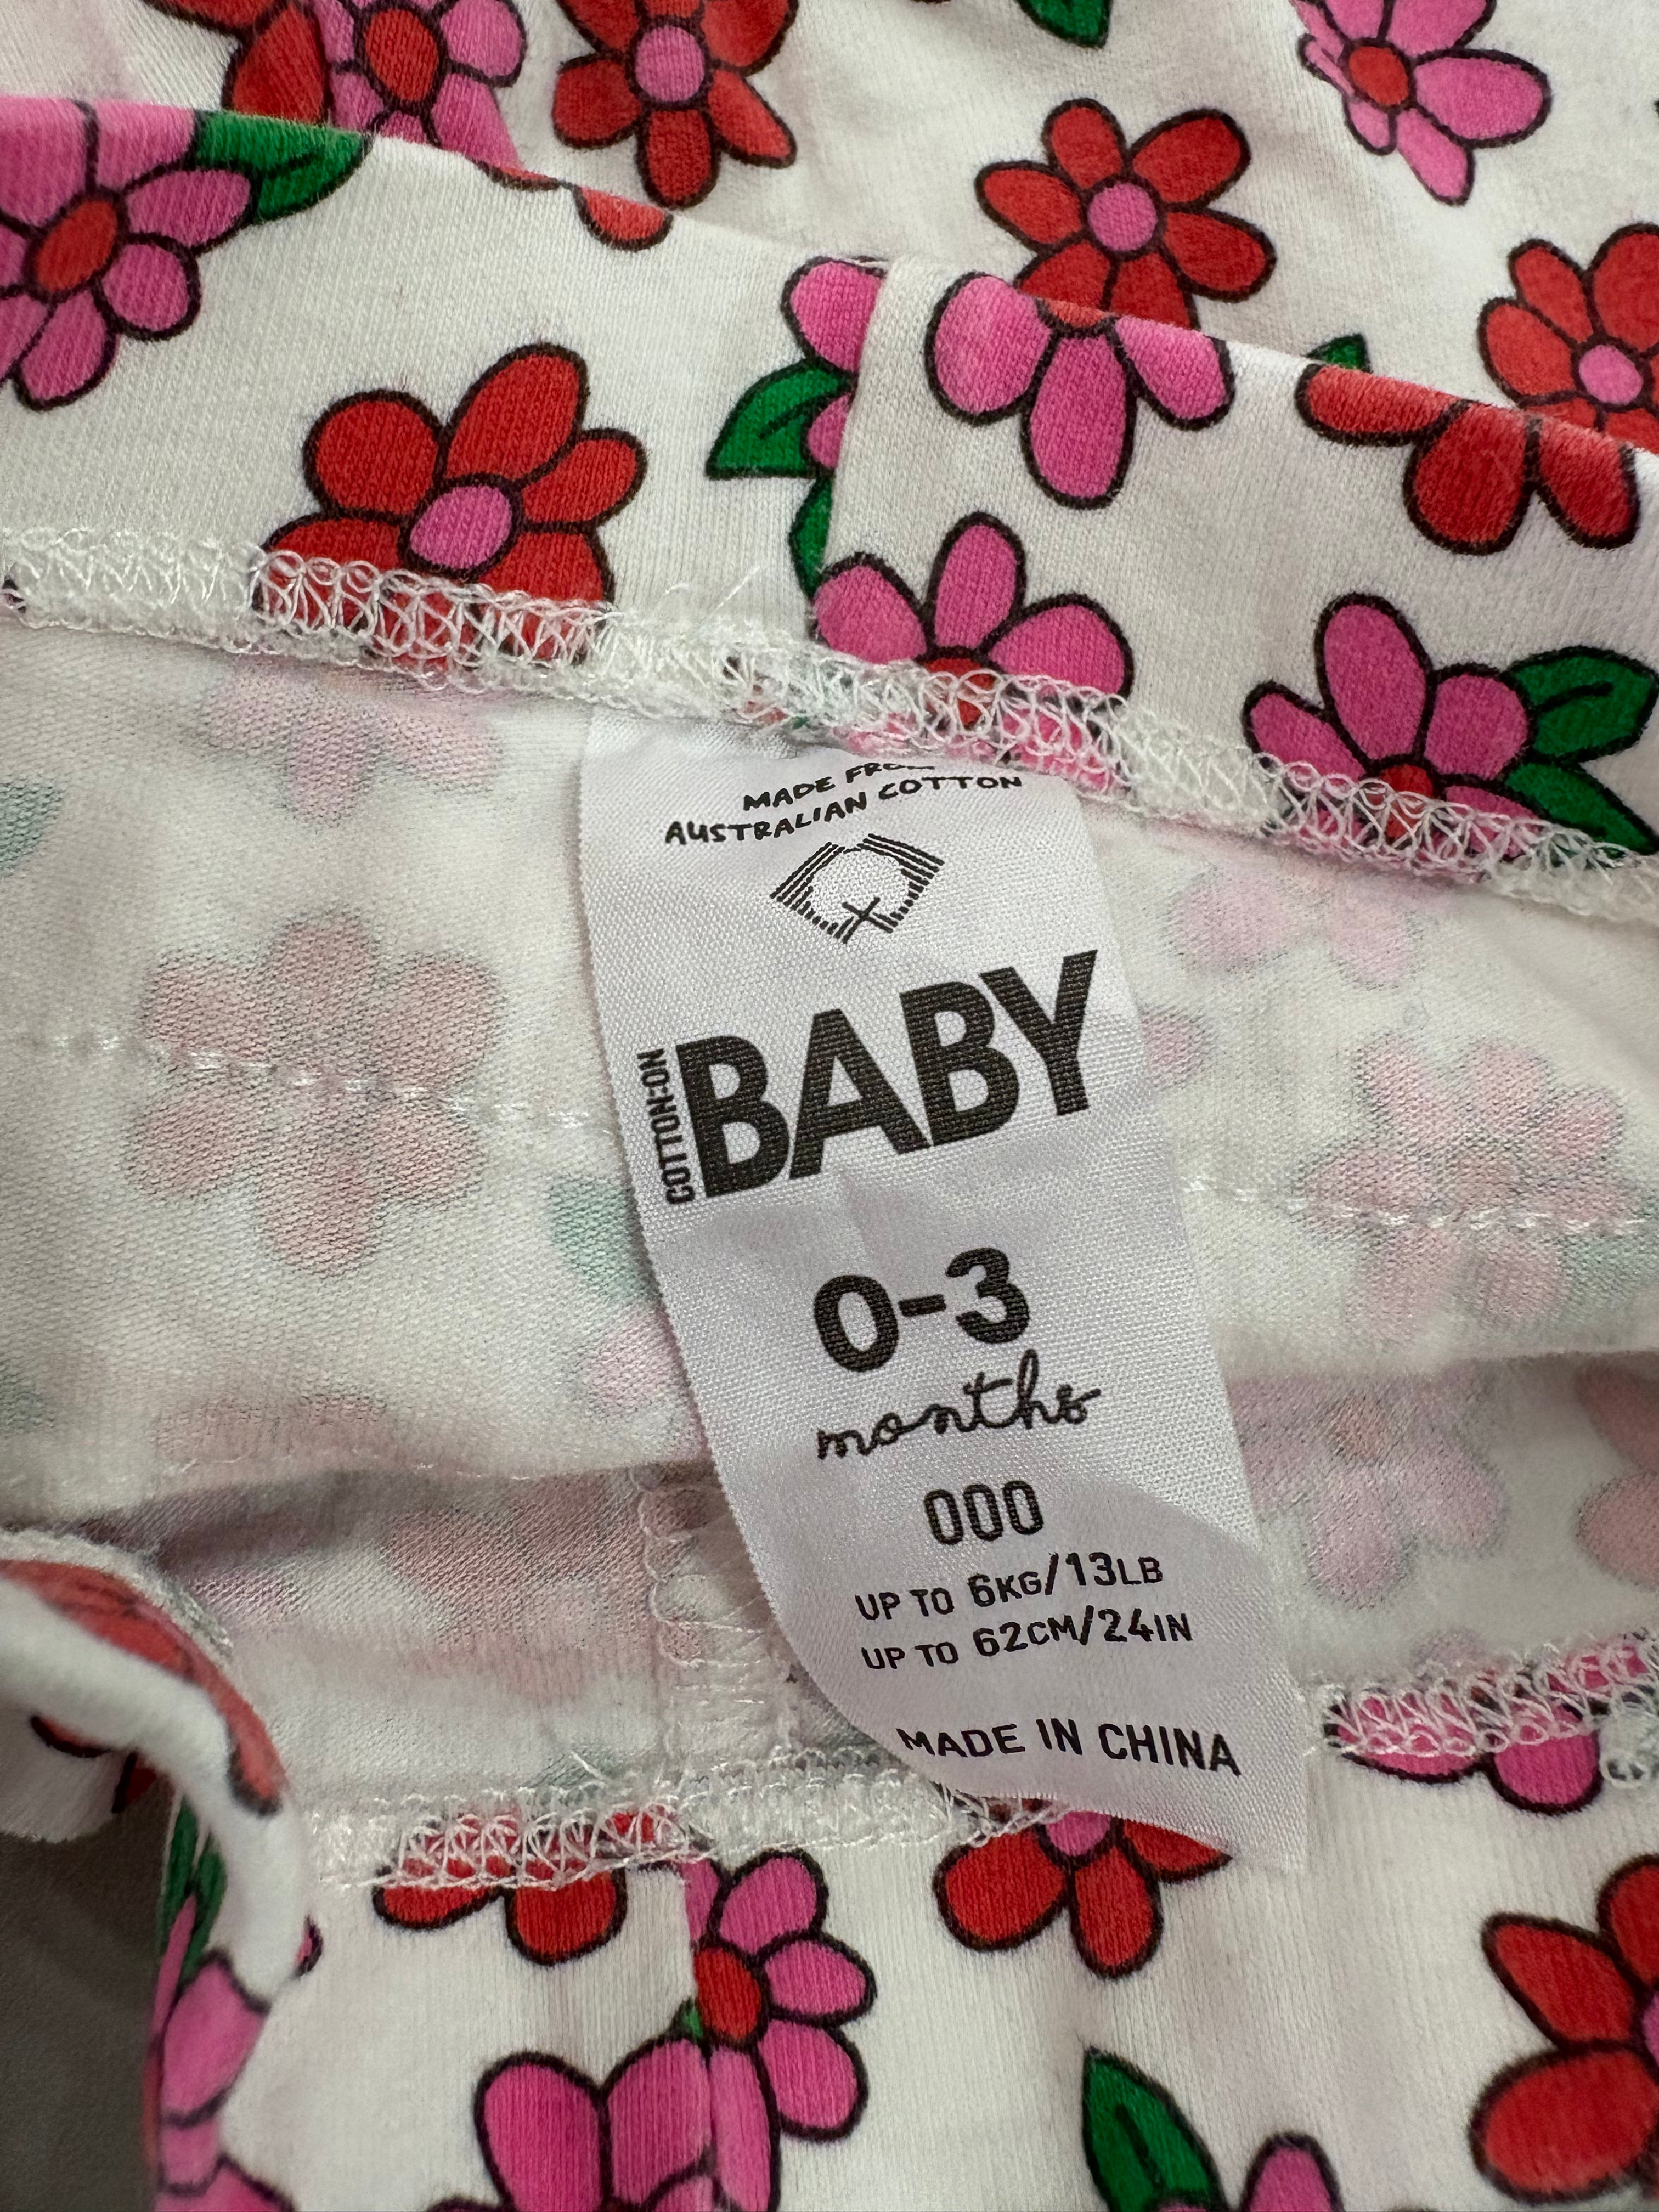 MADE FROM
AUSTRALIAN COTTON
COTTON:ON
BABY
0-3
months
000
UP TO 6KG/13LB
UP TO 62CM/24IN
MADE IN CHINA